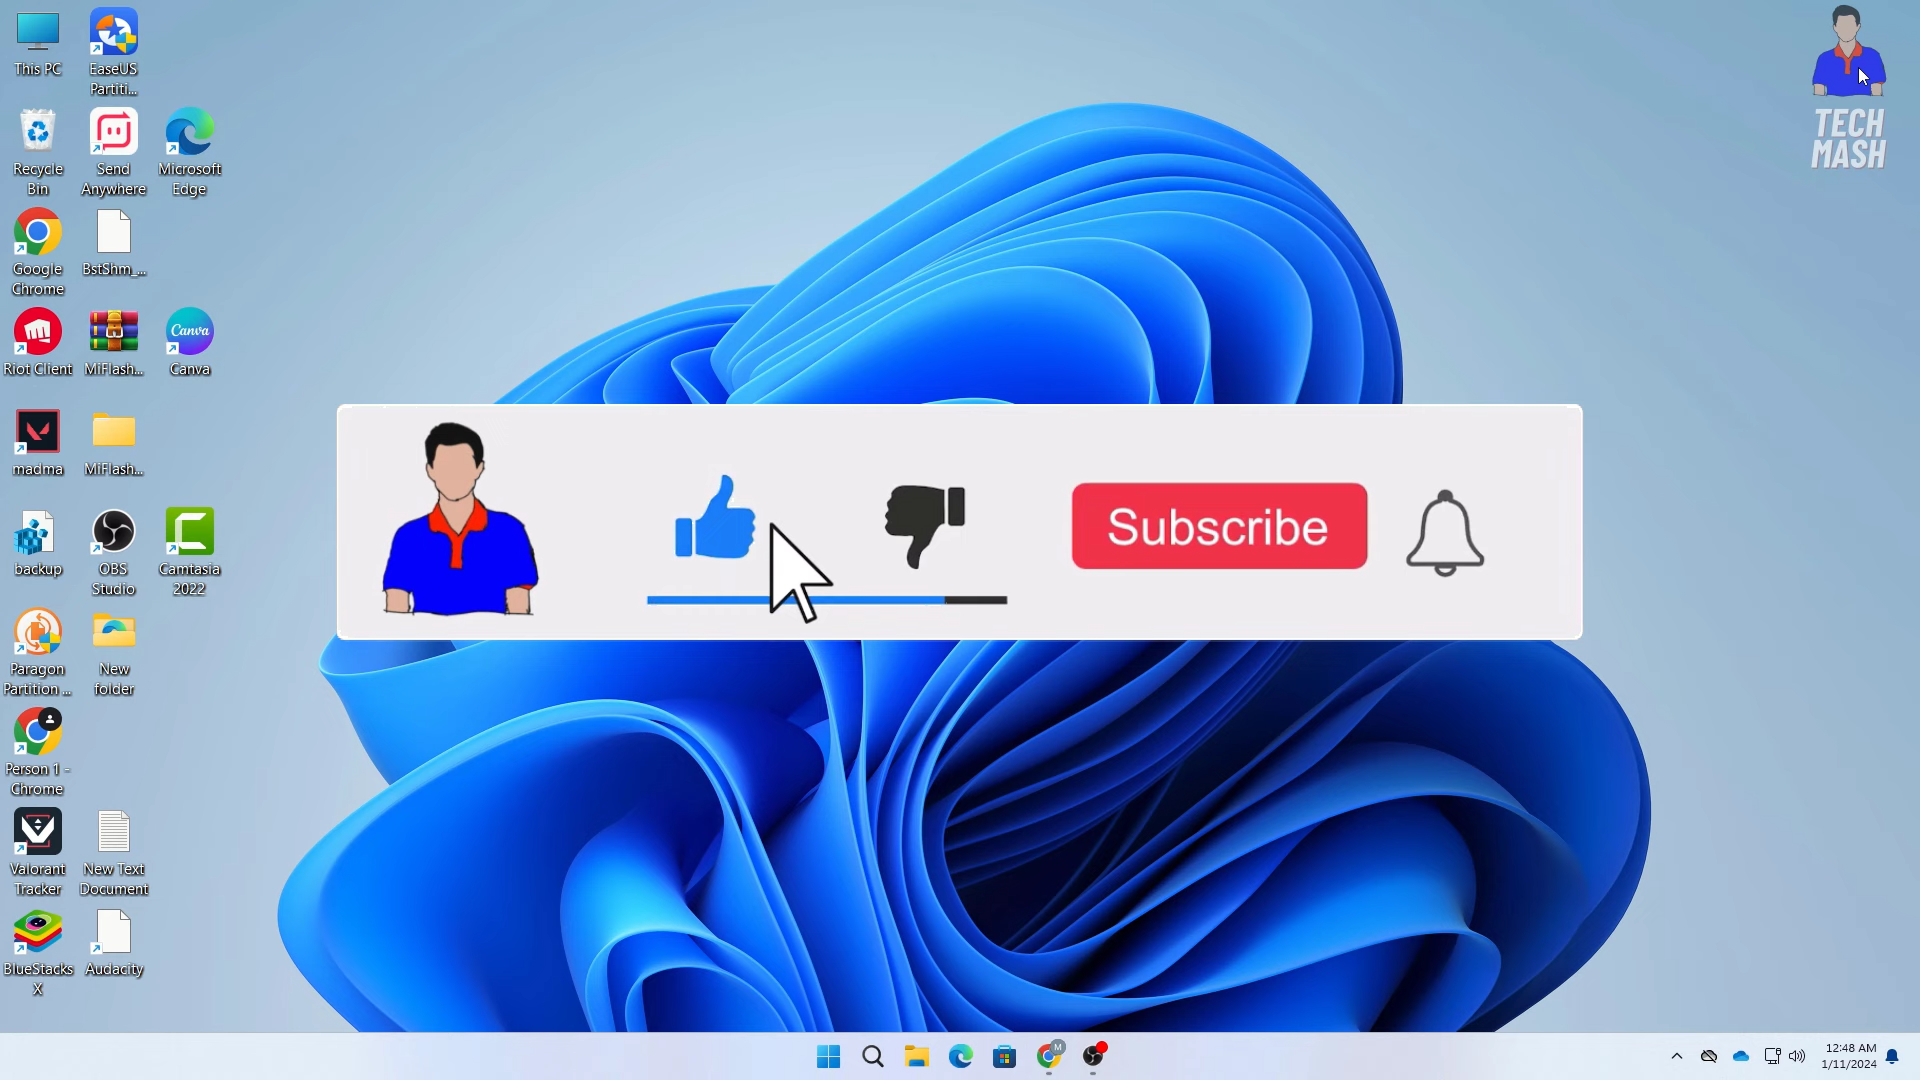 This PC
EaseUS
Partiti...
Recycle
Bin
Send
Anywhere
Microsoft
Edge
Google
Chrome
BstShm_...
Riot Client
MiFlash...
Canva
Canva
madma
MiFlash...
backup
OBS
Studio
Camtasia
2022
Paragon
Partition ...
New
folder
Person 1 -
Chrome
Valorant
Tracker
New Text
Document
BlueStacks
X
Audacity
TECH
MASH
Subscribe
M
12:48 AM
1/11/2024